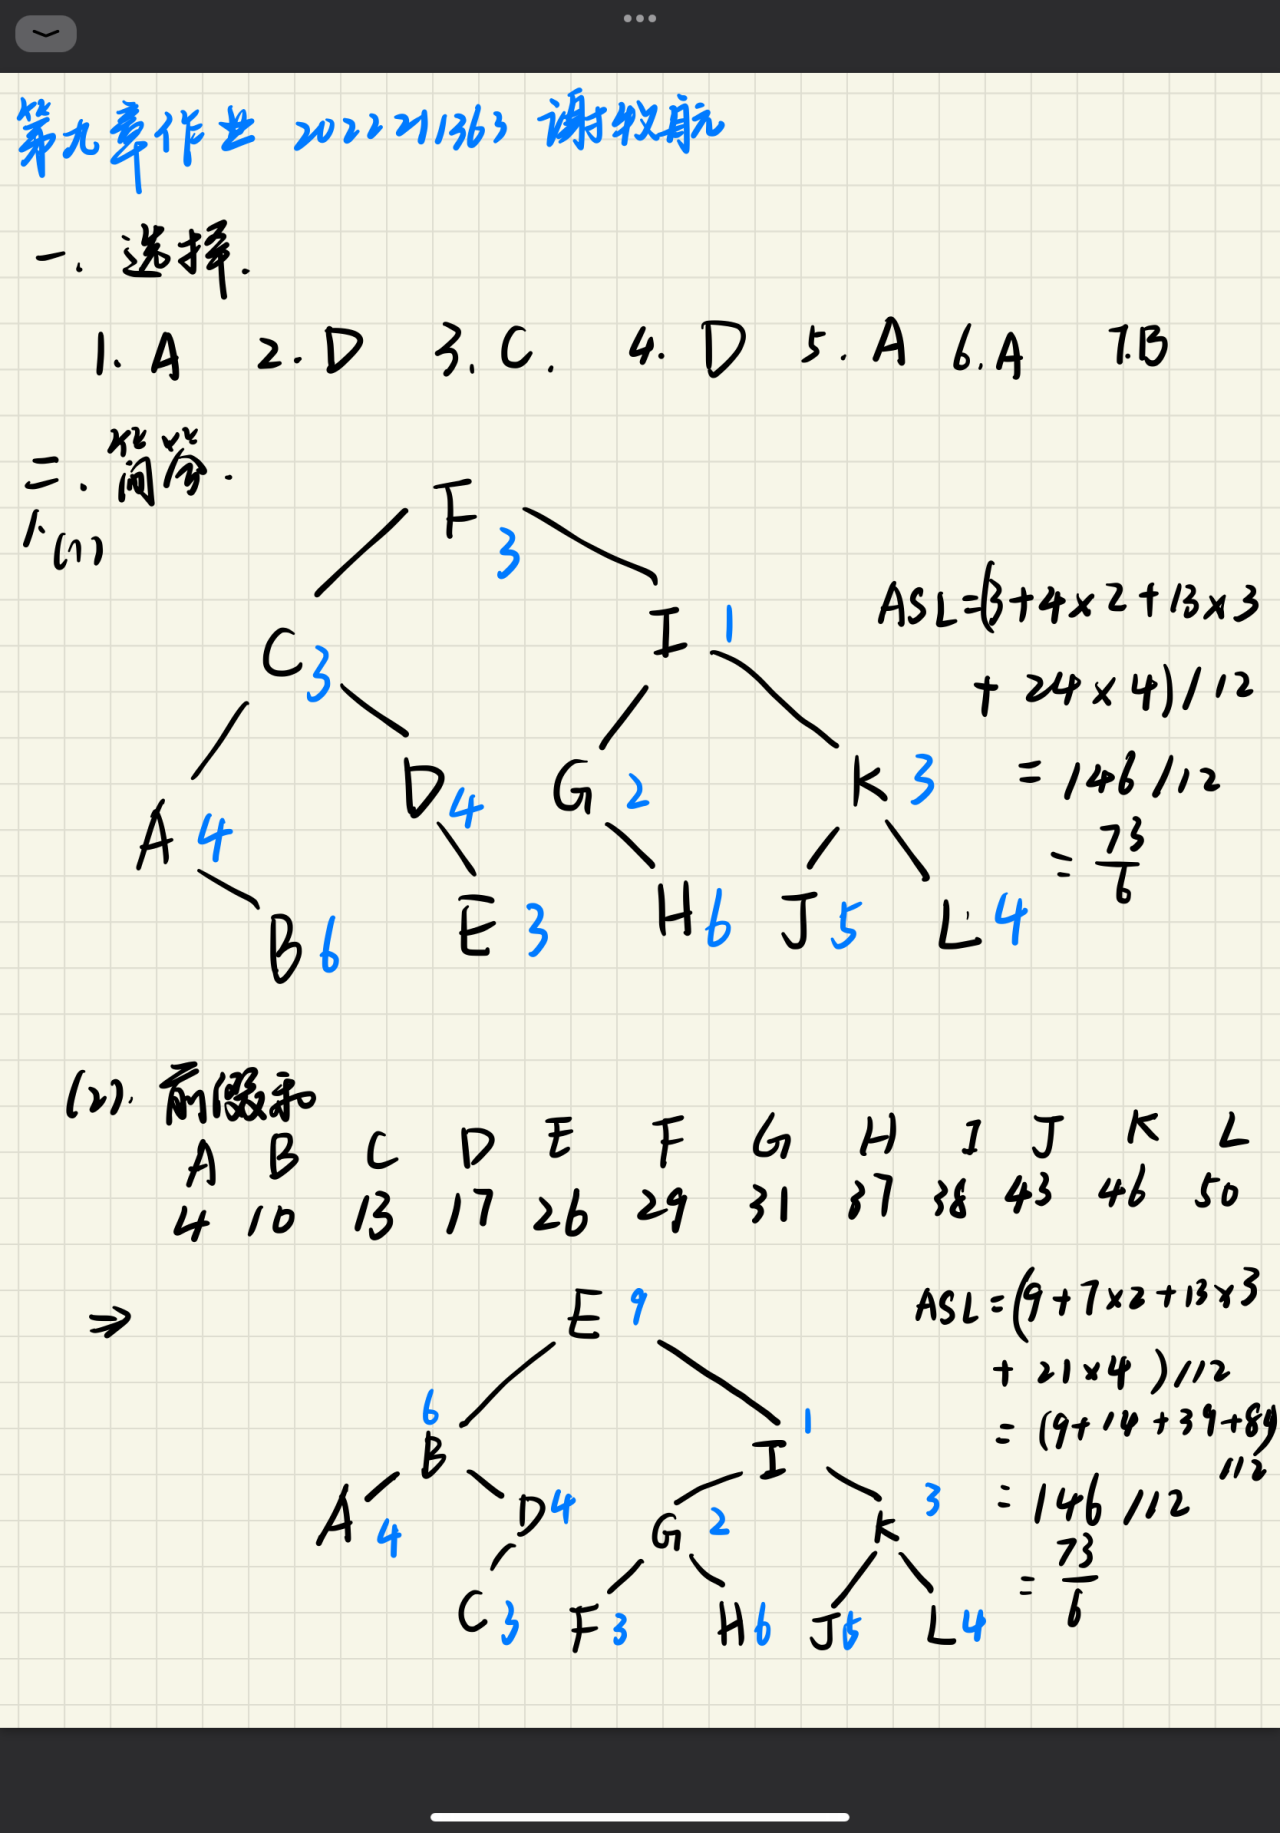 第九章作业 2022211363 谢牧航
一. 选择.
1. A 2. D 3. C. 4. D 5. A 6. A 7. B
二. 简答.
1. (1)
F 3
C 3 I 1
A 4 D 4 G 2 K 3
B 6 E 3 H 6 J 5 L 4
ASL=(3+4×2+13×3
+ 24×4)/12
= 146/12
= 73/6
(2). 前缀和
A B C D E F G H I J K L
4 10 13 17 26 29 31 37 38 43 46 50
⇒
E 9
6 B I 1
A 4 D 4 G 2 K 3
C 3 F 3 H 6 J 5 L 4
ASL=(9+7×2+13×3
+ 21×4)/12
= (9+14+39+84)
/12
= 146/12
= 73/6